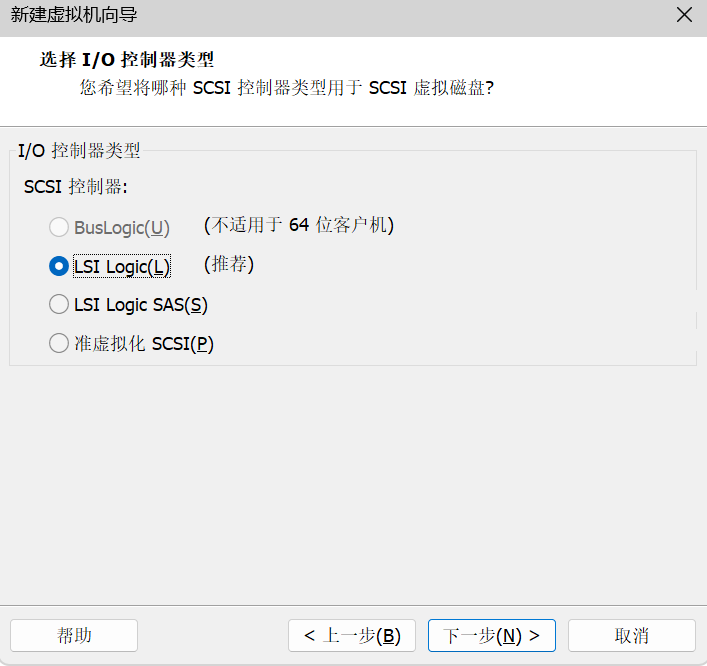 新建虚拟机向导
选择 I/O 控制器类型
您希望将哪种 SCSI 控制器类型用于 SCSI 虚拟磁盘?
I/O 控制器类型
SCSI 控制器:
BusLogic(U) (不适用于 64 位客户机)
LSI Logic(L) (推荐)
LSI Logic SAS(S)
准虚拟化 SCSI(P)
帮助 < 上一步(B) 下一步(N) > 取消